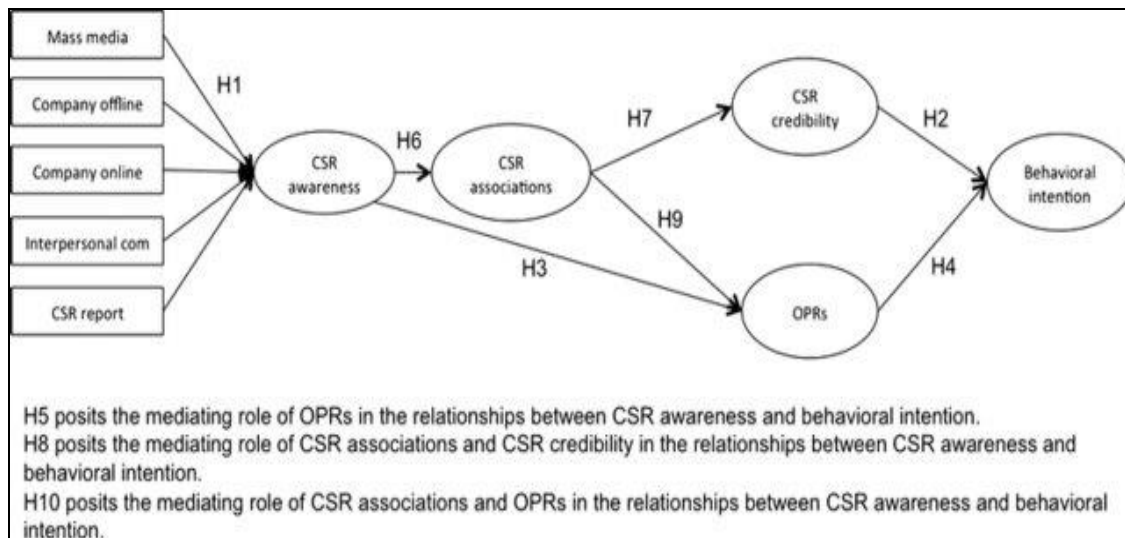 Mass media
H1
Company offline
CSR
credibility
H7
H2
H6
Company online
CSR
awareness
CSR
associations
Behavioral
intention
H9
Interpersonal com
H3
H4
CSR report
OPRs
H5 posits the mediating role of OPRs in the relationships between CSR awareness and behavioral intention.
H8 posits the mediating role of CSR associations and CSR credibility in the relationships between CSR awareness and
behavioral intention.
H10 posits the mediating role of CSR associations and OPRs in the relationships between CSR awareness and behavioral
intention.